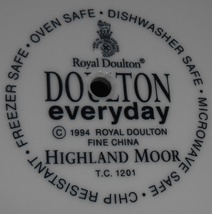 FREEZER SAFE • OVEN SAFE • DISHWASHER SAFE • MICROWAVE SAFE • CHIP RESISTANT •
Royal Doulton®
DOULTON
everyday
© 1994 ROYAL DOULTON
FINE CHINA
HIGHLAND MOOR
T.C. 1201